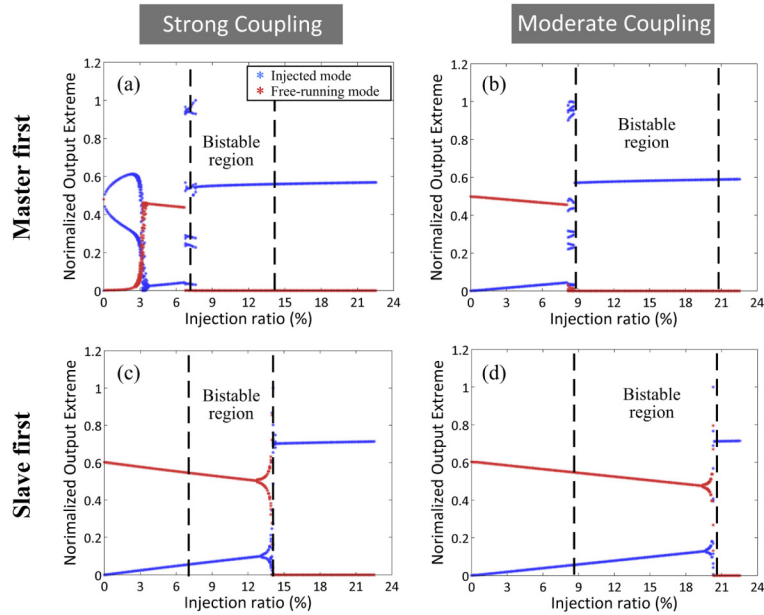 Strong Coupling
Moderate Coupling
Master first
Slave first
(a)
Injected mode
Free-running mode
Bistable
region
Norimalized Output Extreme
1.2
1
0.8
0.6
0.4
0.2
0
0 3 6 9 12 15 18 21 24
Injection ratio (%)
(b)
Bistable
region
Norimalized Output Extreme
1.2
1
0.8
0.6
0.4
0.2
0
0 3 6 9 12 15 18 21 24
Injection ratio (%)
(c)
Bistable
region
Norimalized Output Extreme
1.2
1
0.8
0.6
0.4
0.2
0
0 3 6 9 12 15 18 21 24
Injection ratio (%)
(d)
Bistable
region
Norimalized Output Extreme
1.2
1
0.8
0.6
0.4
0.2
0
0 3 6 9 12 15 18 21 24
Injection ratio (%)